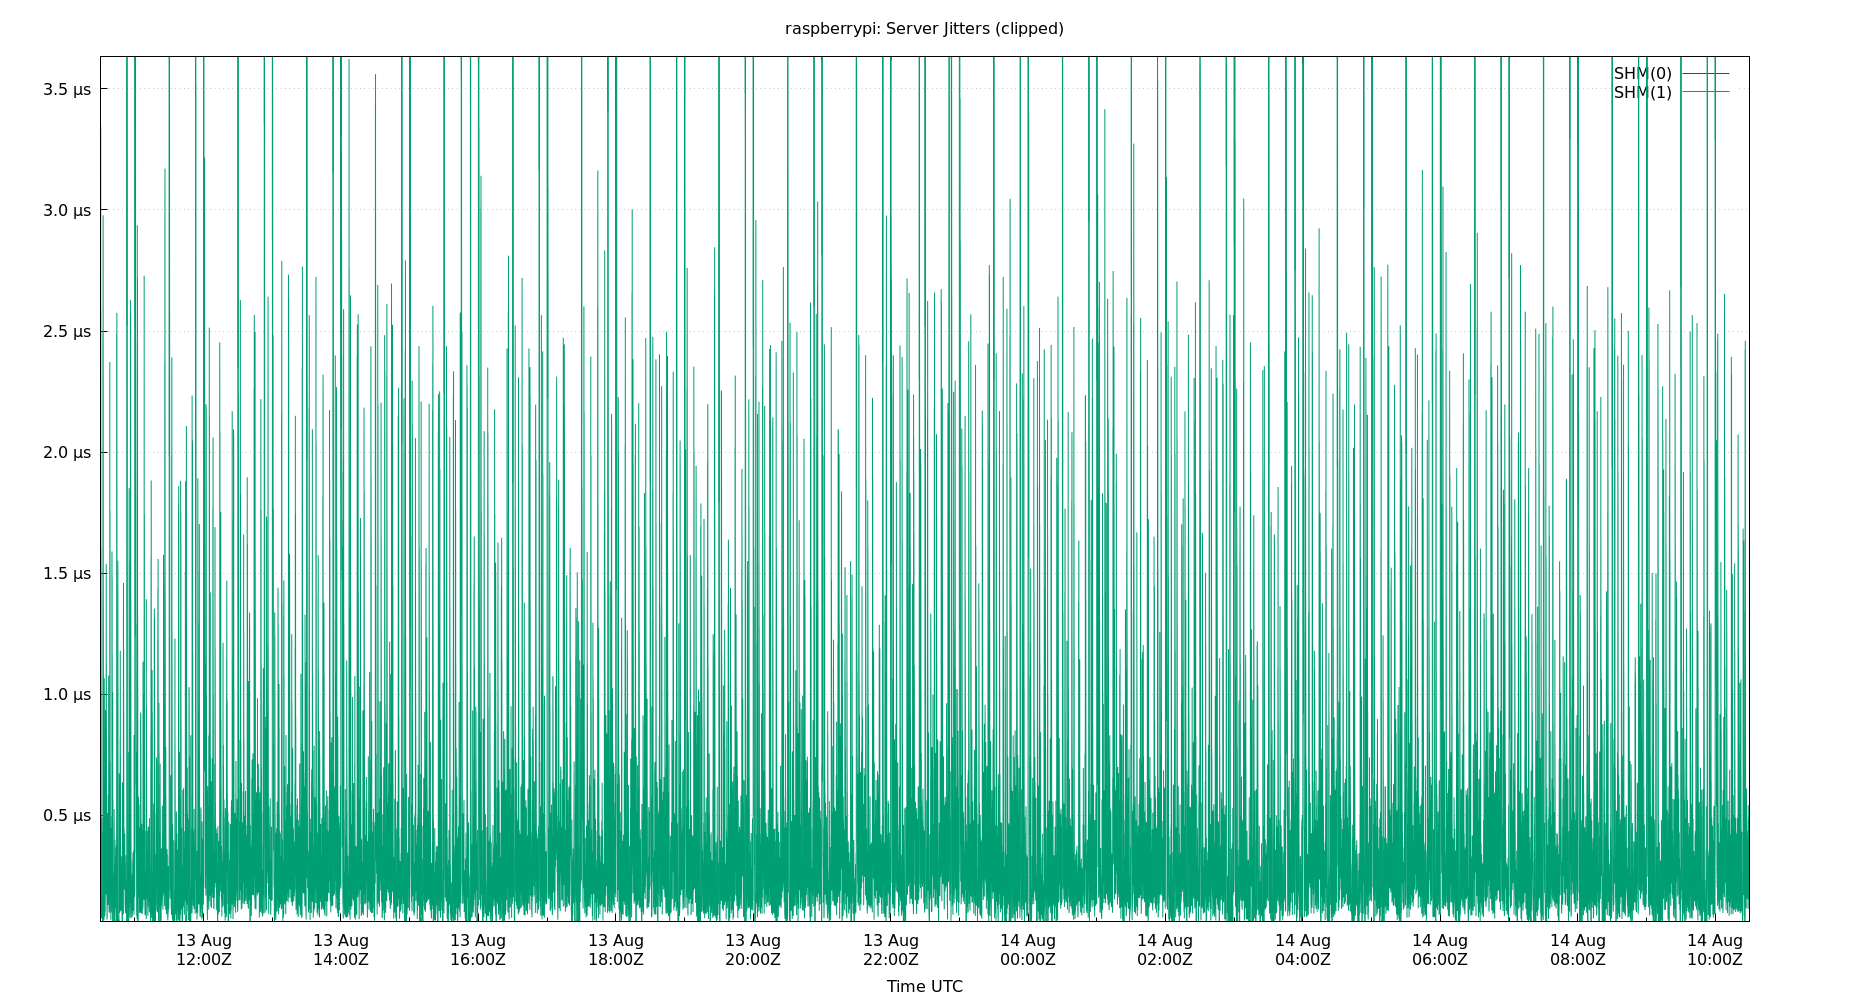 raspberrypi: Server Jitters (clipped)
SHM(0)
SHM(1)
3.5 µs
3.0 µs
2.5 µs
2.0 µs
1.5 µs
1.0 µs
0.5 µs
13 Aug 13 Aug 13 Aug 13 Aug 13 Aug 13 Aug 14 Aug 14 Aug 14 Aug 14 Aug 14 Aug 14 Aug
12:00Z 14:00Z 16:00Z 18:00Z 20:00Z 22:00Z 00:00Z 02:00Z 04:00Z 06:00Z 08:00Z 10:00Z
Time UTC